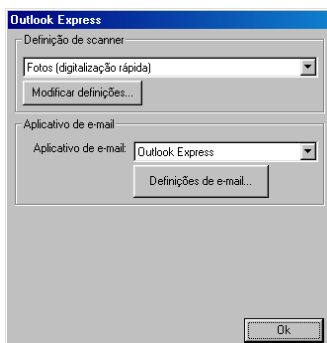 Outlook Express
Definição de scanner
Fotos (digitalização rápida)
Modificar definições...
Aplicativo de e-mail
Aplicativo de e-mail: Outlook Express
Definições de e-mail...
Ok